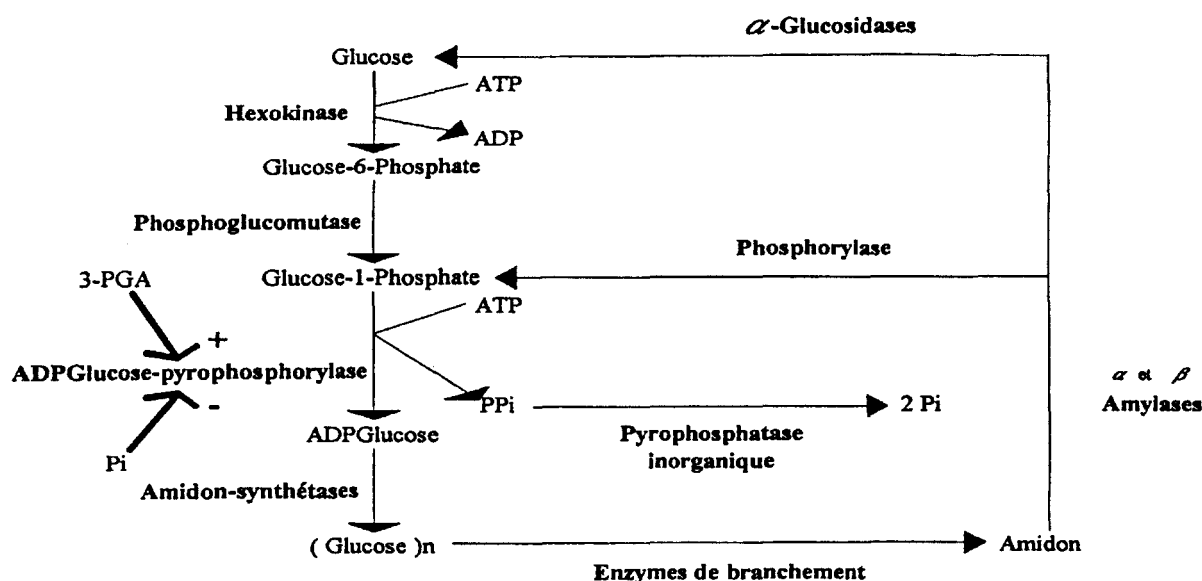 α-Glucosidases
Glucose
ATP
Hexokinase
ADP
Glucose-6-Phosphate
Phosphoglucomutase
Phosphorylase
Glucose-1-Phosphate
3-PGA
ATP
+
ADPGlucose-pyrophosphorylase
-
α et β
Amylases
PPi
2 Pi
ADPGlucose
Pyrophosphatase
inorganique
Pi
Amidon-synthétases
( Glucose )n
Amidon
Enzymes de branchement